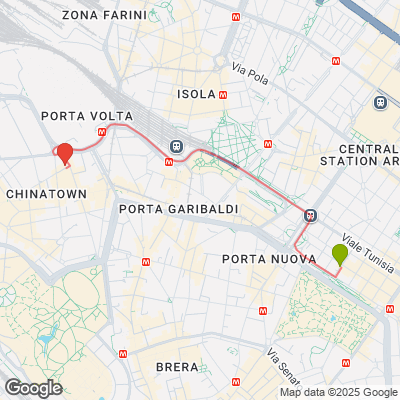 ZONA FARINI
Via Pola
ISOLA
PORTA VOLTA
CENTRAL
STATION AR
CHINATOWN
PORTA GARIBALDI
Viale Tunisia
PORTA NUOVA
BRERA
Via Senat
Google
Map data ©2025 Google